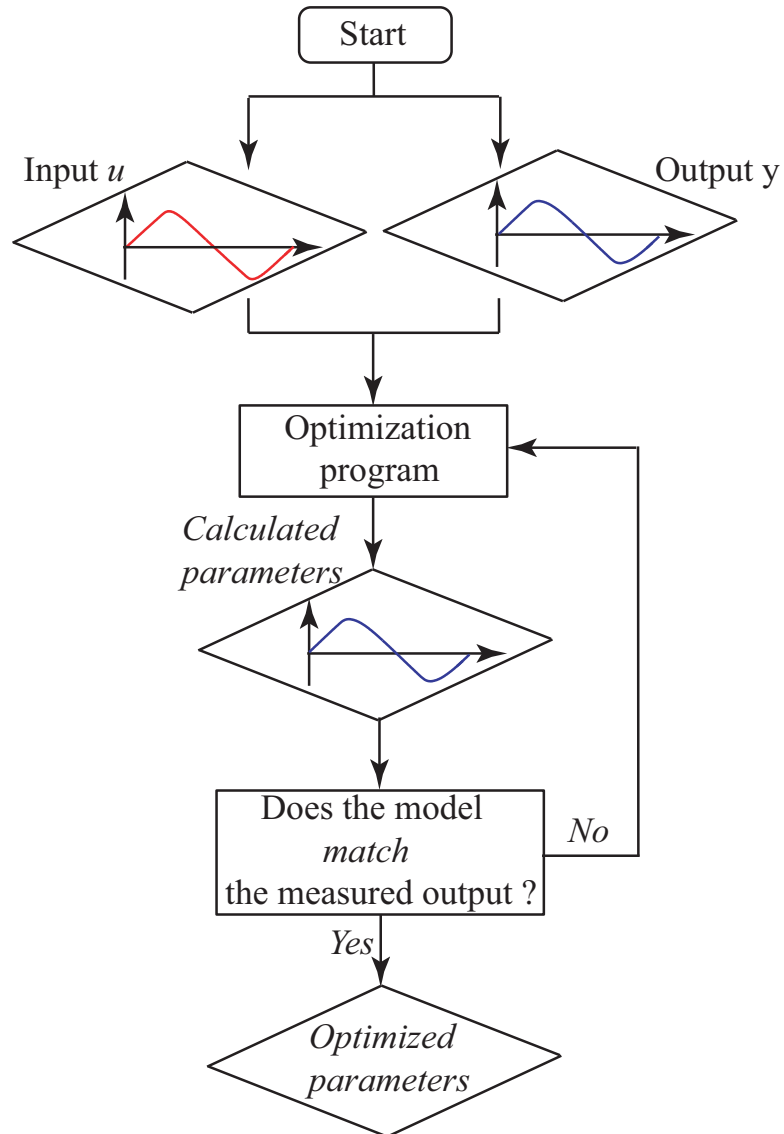 Start
Input u
Output y
Optimization
program
Calculated
parameters
Does the model
match
the measured output ?
No
Yes
Optimized
parameters